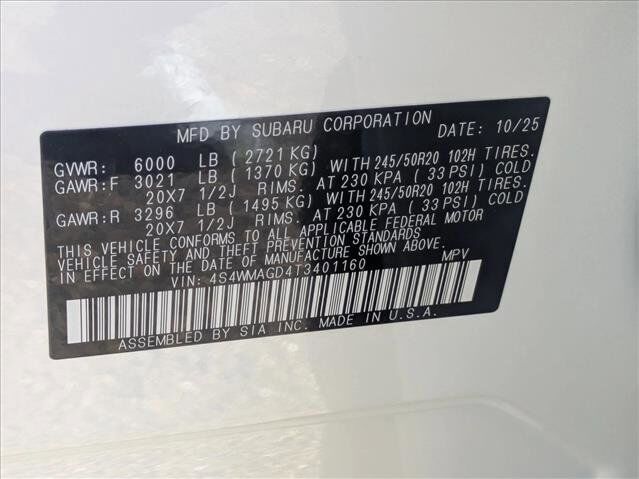 MFD BY SUBARU CORPORATION DATE: 10/25
GVWR: 6000 LB ( 2721 KG)
GAWR:F 3021 LB ( 1370 KG) WITH 245/50R20 102H TIRES.
20X7 1/2J RIMS. AT 230 KPA ( 33 PSI) COLD
GAWR:R 3296 LB ( 1495 KG) WITH 245/50R20 102H TIRES.
20X7 1/2J RIMS. AT 230 KPA ( 33 PSI) COLD
THIS VEHICLE CONFORMS TO ALL APPLICABLE FEDERAL MOTOR
VEHICLE SAFETY AND THEFT PREVENTION STANDARDS
IN EFFECT ON THE DATE OF MANUFACTURE SHOWN ABOVE.
VIN: 4S4WMAGD4T3401160 MPV
ASSEMBLED BY SIA INC. MADE IN U.S.A.